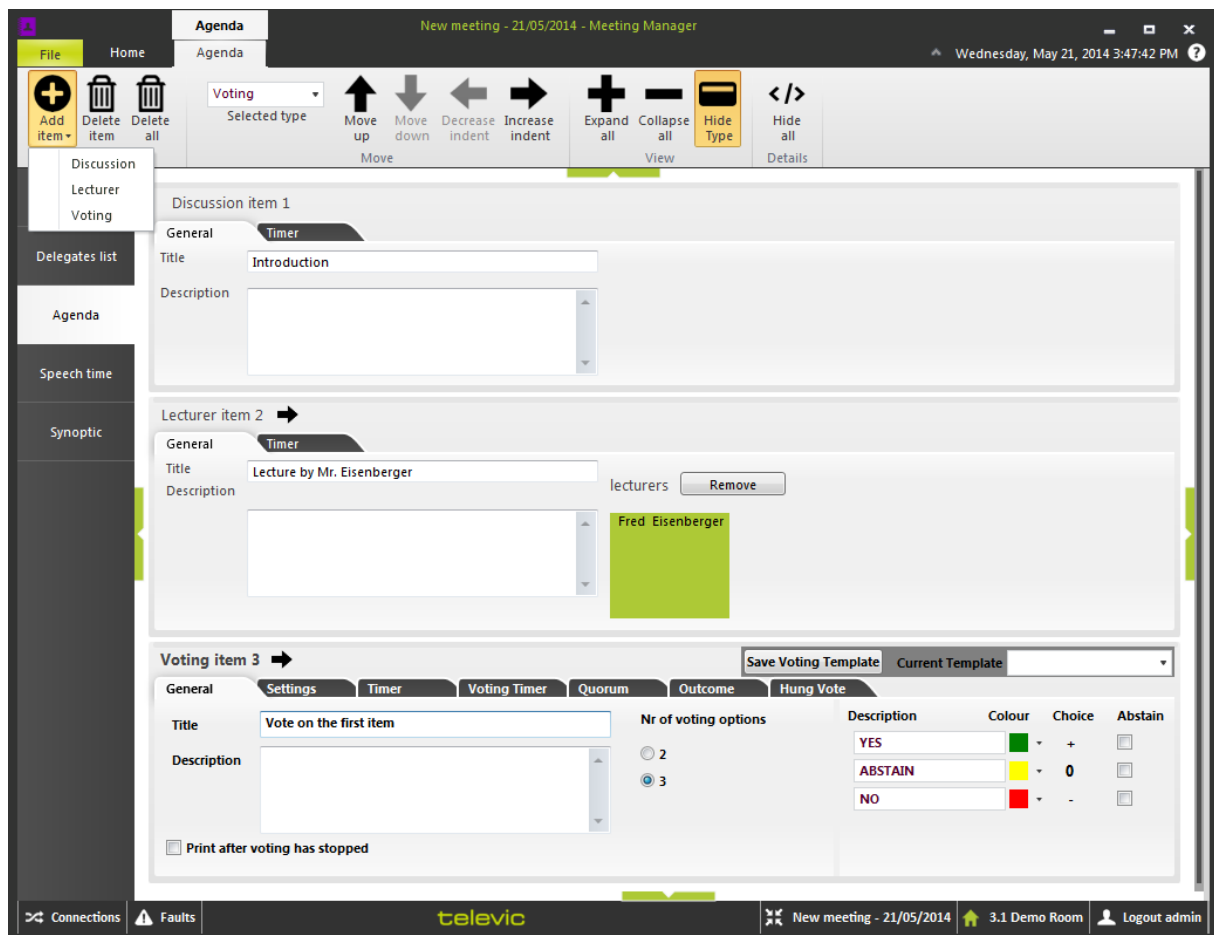 Agenda
New meeting - 21/05/2014 - Meeting Manager
File Home Agenda Wednesday, May 21, 2014 3:47:42 PM ?
Add item Delete item Delete all
Voting
Selected type
Move up Move down Decrease indent Increase indent
Move
Expand all Collapse all Hide Type
View
Hide all
Details
Discussion
Lecturer
Voting
Delegates list
Agenda
Speech time
Synoptic
Discussion item 1
General Timer
Title Introduction
Description
Lecturer item 2
General Timer
Title Lecture by Mr. Eisenberger
Description
lecturers Remove
Fred Eisenberger
Voting item 3 Save Voting Template Current Template
General Settings Timer Voting Timer Quorum Outcome Hung Vote
Title Vote on the first item
Description
Nr of voting options
2
3
Description Colour Choice Abstain
YES +
ABSTAIN 0
NO -
Print after voting has stopped
Connections Faults televic New meeting - 21/05/2014 3.1 Demo Room Logout admin